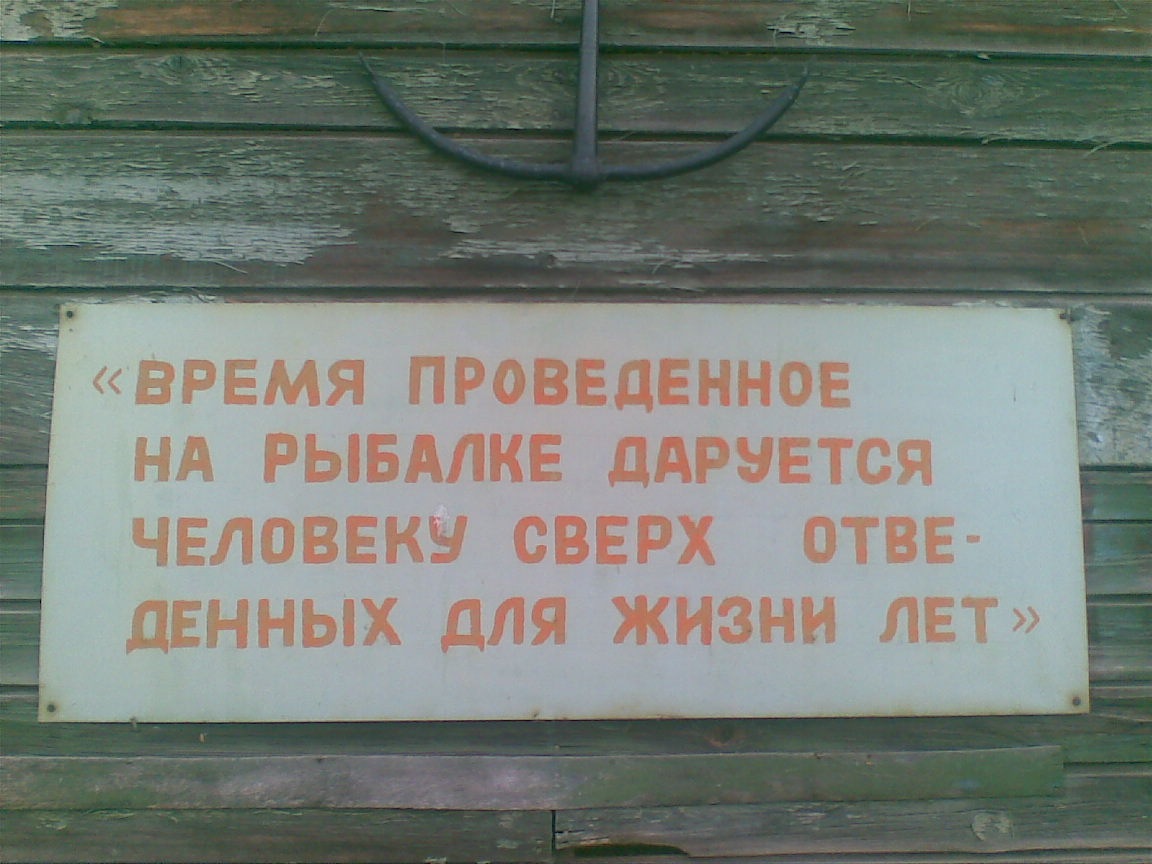 «ВРЕМЯ ПРОВЕДЕННОЕ
НА РЫБАЛКЕ ДАРУЕТСЯ
ЧЕЛОВЕКУ СВЕРХ ОТВЕ-
ДЕННЫХ ДЛЯ ЖИЗНИ ЛЕТ»